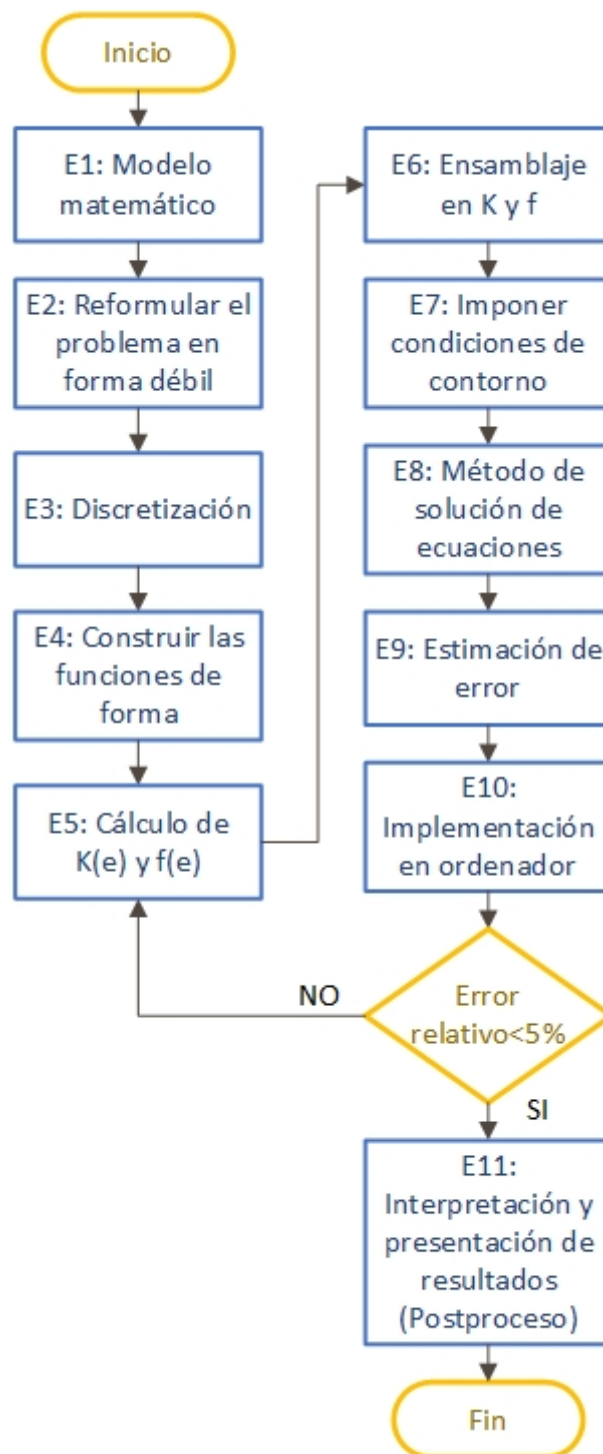 Inicio
E1: Modelo
matemático
E2: Reformular el
problema en
forma débil
E3: Discretización
E4: Construir las
funciones de
forma
E5: Cálculo de
K(e) y f(e)
E6: Ensamblaje
en K y f
E7: Imponer
condiciones de
contorno
E8: Método de
solución de
ecuaciones
E9: Estimación de
error
E10:
Implementación
en ordenador
Error
relativo<5%
NO
SI
E11:
Interpretación y
presentación de
resultados
(Postproceso)
Fin